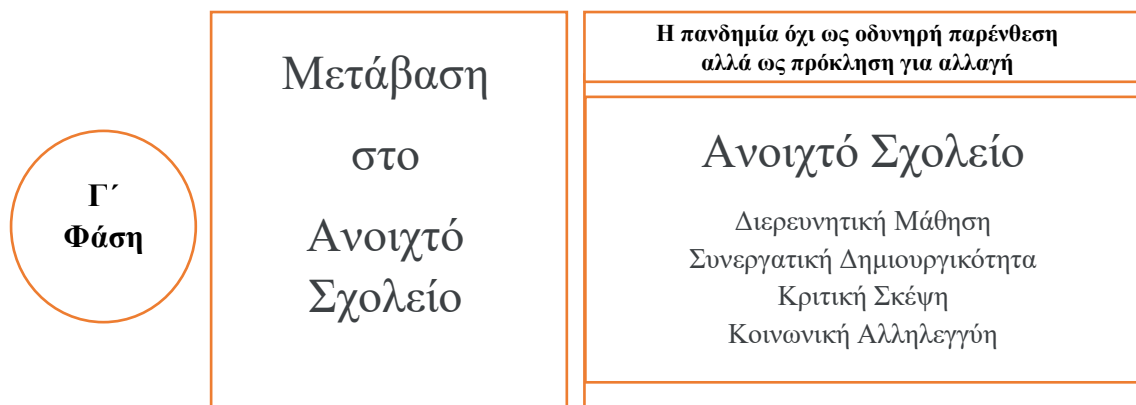 Γ΄
Φάση
Μετάβαση
στο
Ανοιχτό
Σχολείο
Η πανδημία όχι ως οδυνηρή παρένθεση
αλλά ως πρόκληση για αλλαγή
Ανοιχτό Σχολείο
Διερευνητική Μάθηση
Συνεργατική Δημιουργικότητα
Κριτική Σκέψη
Κοινωνική Αλληλεγγύη